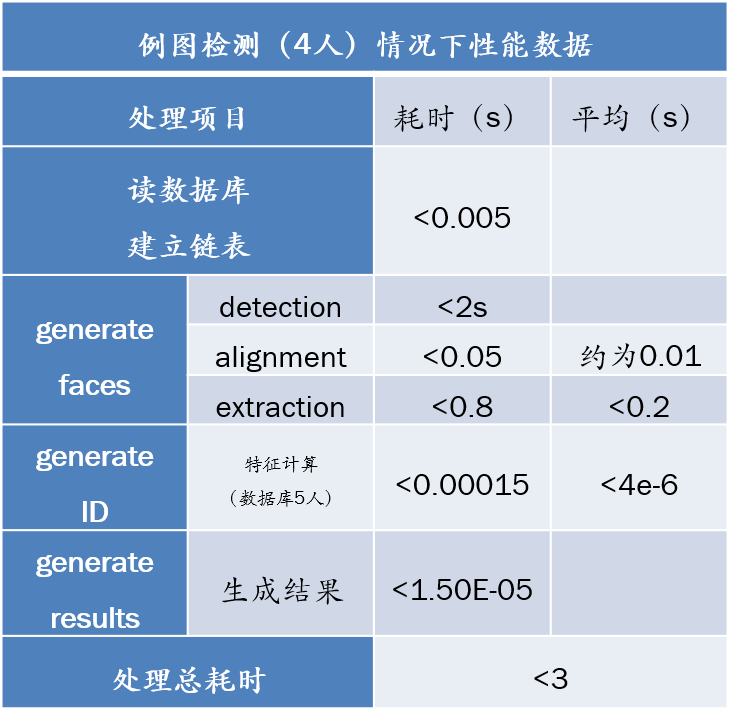 例图检测（4人）情况下性能数据
处理项目 耗时（s） 平均（s）
读数据库
建立链表
<0.005
generate
faces
detection <2s
alignment <0.05 约为0.01
extraction <0.8 <0.2
generate
ID
特征计算
（数据库5人）
<0.00015 <4e-6
generate
results
生成结果 <1.50E-05
处理总耗时 <3